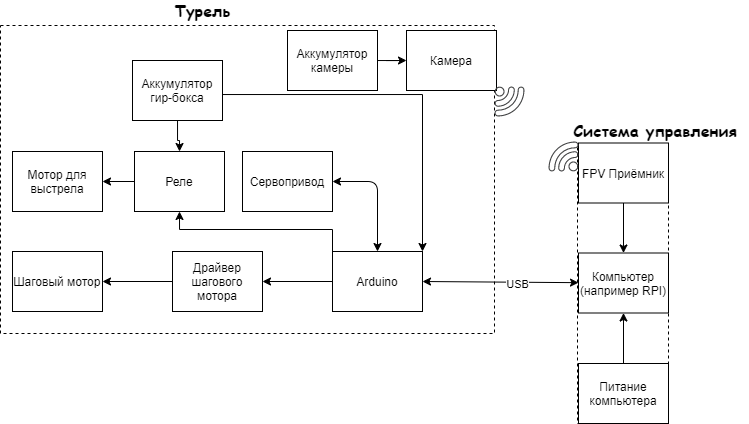 Турель
Аккумулятор
камеры
Камера
Аккумулятор
гир-бокса
Система управления
FPV Приёмник
Мотор для
выстрела
Реле
Сервопривод
Шаговый мотор
Драйвер
шагового
мотора
Arduino
USB
Компьютер
(например RPI)
Питание
компьютера